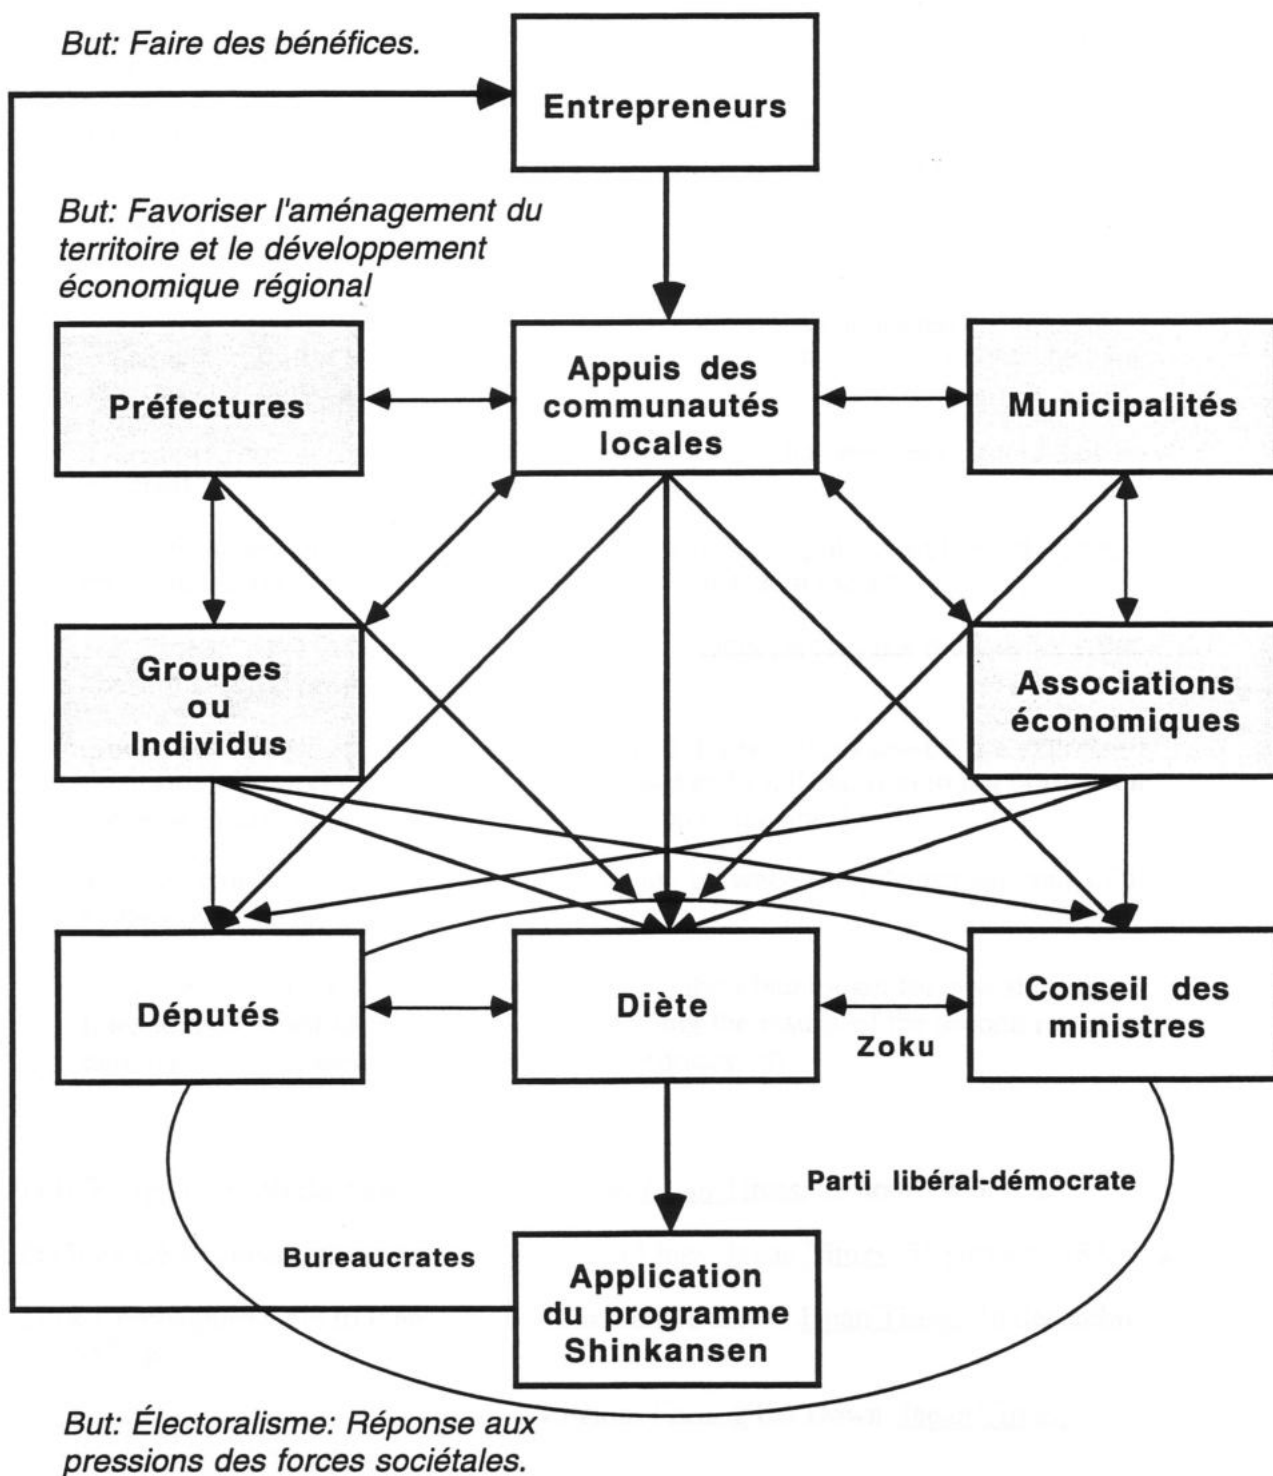 But: Faire des bénéfices.
Entrepreneurs
But: Favoriser l'aménagement du
territoire et le développement
économique régional
Préfectures
Appuis des
communautés
locales
Municipalités
Groupes
ou
Individus
Associations
économiques
Députés
Diète
Conseil des
ministres
Zoku
Parti libéral-démocrate
Bureaucrates
Application
du programme
Shinkansen
But: Électoralisme: Réponse aux
pressions des forces sociétales.